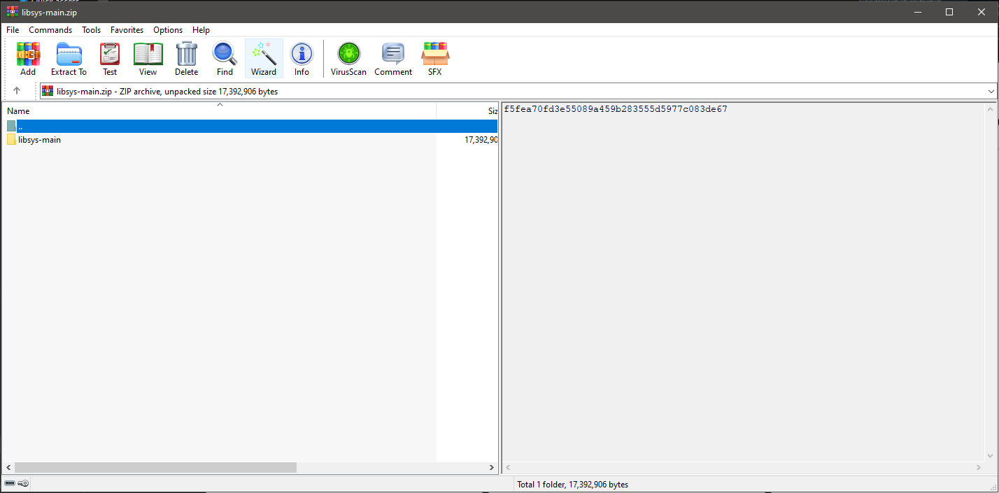 libsys-main.zip
File Commands Tools Favorites Options Help
Add Extract To Test View Delete Find Wizard Info VirusScan Comment SFX
libsys-main.zip - ZIP archive, unpacked size 17,392,906 bytes
Name Siz
..
libsys-main 17,392,90
f5fea70fd3e55089a459b283555d5977c083de67
Total 1 folder, 17,392,906 bytes